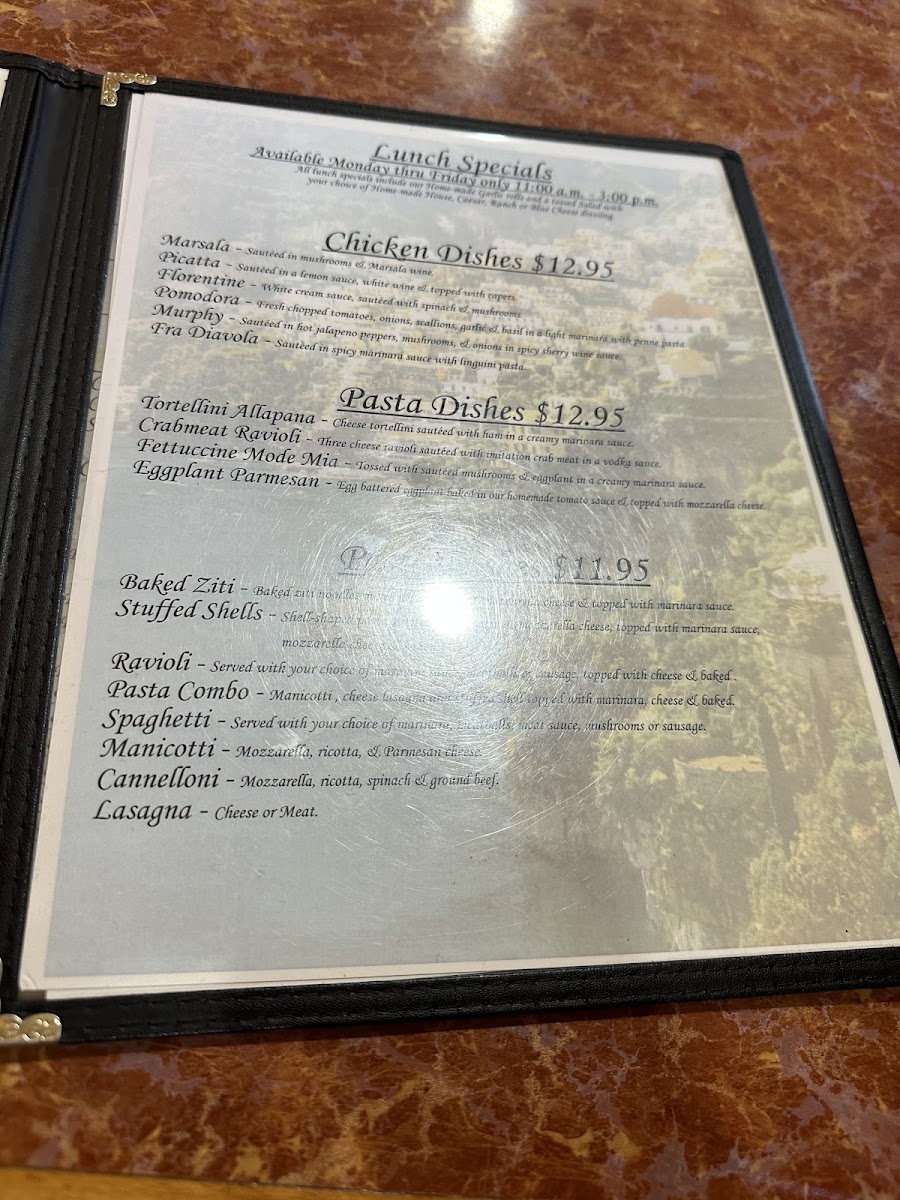 Lunch Specials
Available Monday thru Friday only 11:00 a.m. - 3:00 p.m.
All lunch specials include our Home-made Garlic rolls and a tossed Salad with
your choice of Home-made House, Caesar, Ranch or Blue Cheese dressing
Chicken Dishes $12.95
Marsala - Sautéed in mushrooms & Marsala wine.
Picatta - Sautéed in a lemon sauce, white wine & topped with capers.
Florentine - White cream sauce, sautéed with spinach & mushrooms.
Pomodora - Fresh chopped tomatoes, onions, scallions, garlic & basil in a light marinara with penne pasta.
Murphy - Sautéed in hot jalapeno peppers, mushrooms, & onions in spicy sherry wine sauce.
Fra Diavola - Sautéed in spicy marinara sauce with linguini pasta.
Pasta Dishes $12.95
Tortellini Allapana - Cheese tortellini sautéed with ham in a creamy marinara sauce.
Crabmeat Ravioli - Three cheese ravioli sautéed with imitation crab meat in a vodka sauce.
Fettuccine Mode Mia - Tossed with sautéed mushrooms & eggplant in a creamy marinara sauce.
Eggplant Parmesan - Egg battered eggplant baked in our homemade tomato sauce & topped with mozzarella cheese.
$11.95
Baked Ziti - Baked ziti noodles cheese & topped with marinara sauce.
Stuffed Shells - Shell-shaped mozzarella cheese, topped with marinara sauce,
mozzarella
Ravioli - Served with your choice of sausage, topped with cheese & baked.
Pasta Combo - Manicotti, cheese lasagna shell topped with marinara, cheese & baked.
Spaghetti - Served with your choice of marinara, meatballs, meat sauce, mushrooms or sausage.
Manicotti - Mozzarella, ricotta, & Parmesan cheese.
Cannelloni - Mozzarella, ricotta, spinach & ground beef.
Lasagna - Cheese or Meat.